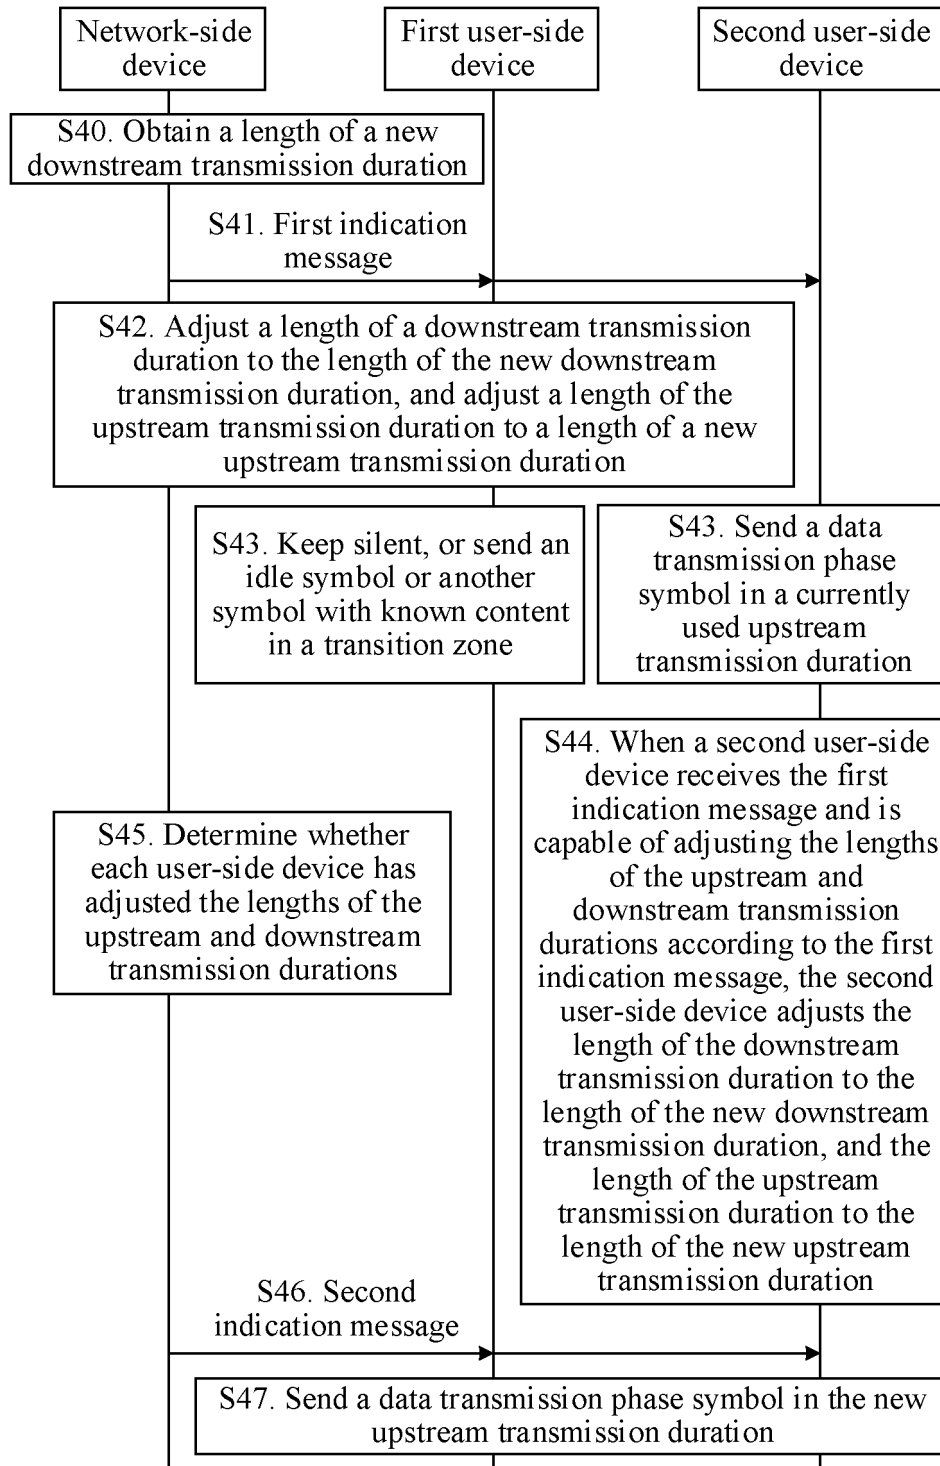 Network-side
device
First user-side
device
Second user-side
device
S40. Obtain a length of a new
downstream transmission duration
S41. First indication
message
S42. Adjust a length of a downstream transmission
duration to the length of the new downstream
transmission duration, and adjust a length of the
upstream transmission duration to a length of a new
upstream transmission duration
S43. Keep silent, or send an
idle symbol or another
symbol with known content
in a transition zone
S43. Send a data
transmission phase
symbol in a currently
used upstream
transmission duration
S44. When a second user-side
device receives the first
indication message and is
capable of adjusting the lengths
of the upstream and
downstream transmission
durations according to the first
indication message, the second
user-side device adjusts the
length of the downstream
transmission duration to the
length of the new downstream
transmission duration, and the
length of the upstream
transmission duration to the
length of the new upstream
transmission duration
S45. Determine whether
each user-side device has
adjusted the lengths of the
upstream and downstream
transmission durations
S46. Second
indication message
S47. Send a data transmission phase symbol in the new
upstream transmission duration